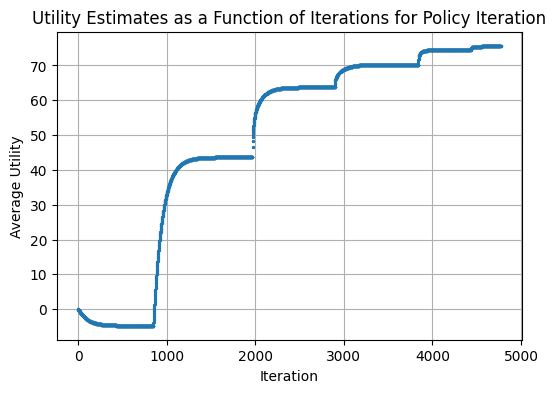 Utility Estimates as a Function of Iterations for Policy Iteration
Average Utility
70
60
50
40
30
20
10
0
0 1000 2000 3000 4000 5000
Iteration